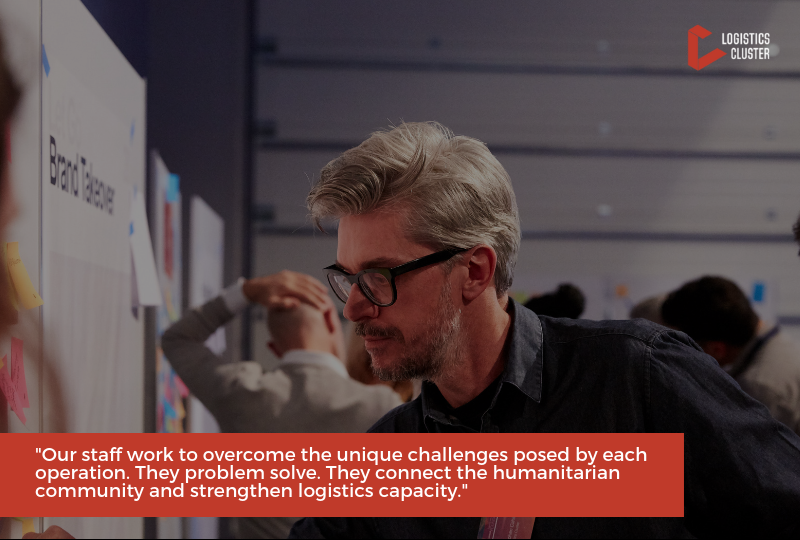 LOGISTICS
CLUSTER
Brand Takeover
"Our staff work to overcome the unique challenges posed by each
operation. They problem solve. They connect the humanitarian
community and strengthen logistics capacity."